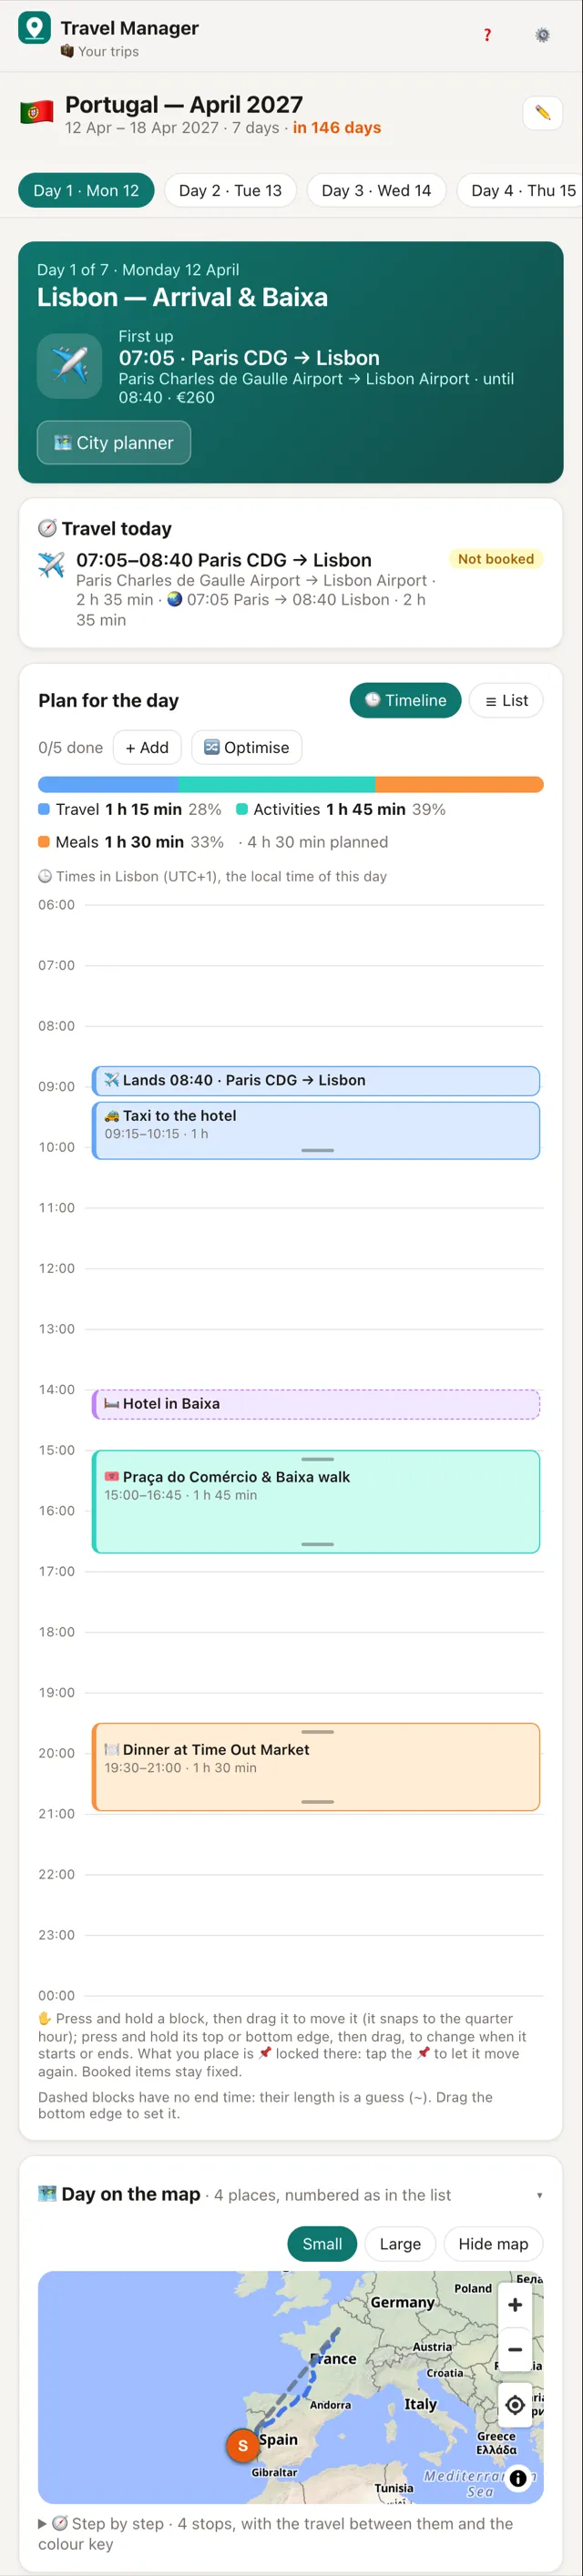 Travel Manager
Your trips
?
Portugal — April 2027
12 Apr – 18 Apr 2027 · 7 days · in 146 days
Day 1 · Mon 12
Day 2 · Tue 13
Day 3 · Wed 14
Day 4 · Thu 15
Day 1 of 7 · Monday 12 April
Lisbon — Arrival & Baixa
First up
07:05 · Paris CDG → Lisbon
Paris Charles de Gaulle Airport → Lisbon Airport · until
08:40 · €260
City planner
Travel today
07:05–08:40 Paris CDG → Lisbon
Not booked
Paris Charles de Gaulle Airport → Lisbon Airport ·
2 h 35 min · 07:05 Paris → 08:40 Lisbon · 2 h
35 min
Plan for the day
Timeline
≡ List
0/5 done
+ Add
Optimise
Travel 1 h 15 min 28%
Activities 1 h 45 min 39%
Meals 1 h 30 min 33%
· 4 h 30 min planned
Times in Lisbon (UTC+1), the local time of this day
06:00
07:00
08:00
Lands 08:40 · Paris CDG → Lisbon
09:00
Taxi to the hotel
09:15–10:15 · 1 h
10:00
11:00
12:00
13:00
14:00
Hotel in Baixa
15:00
Praça do Comércio & Baixa walk
15:00–16:45 · 1 h 45 min
16:00
17:00
18:00
19:00
Dinner at Time Out Market
20:00
19:30–21:00 · 1 h 30 min
21:00
22:00
23:00
00:00
Press and hold a block, then drag it to move it (it snaps to the quarter
hour); press and hold its top or bottom edge, then drag, to change when it
starts or ends. What you place is 📌 locked there: tap the 📌 to let it move
again. Booked items stay fixed.
Dashed blocks have no end time: their length is a guess (~). Drag the
bottom edge to set it.
Day on the map · 4 places, numbered as in the list
Small
Large
Hide map
Poland
Germany
France
Austria
Croatia
Andorra
Italy
S
Spain
Greece
Ελλάδα
Gibraltar
Tunisia
Sea
Step by step · 4 stops, with the travel between them and the
colour key